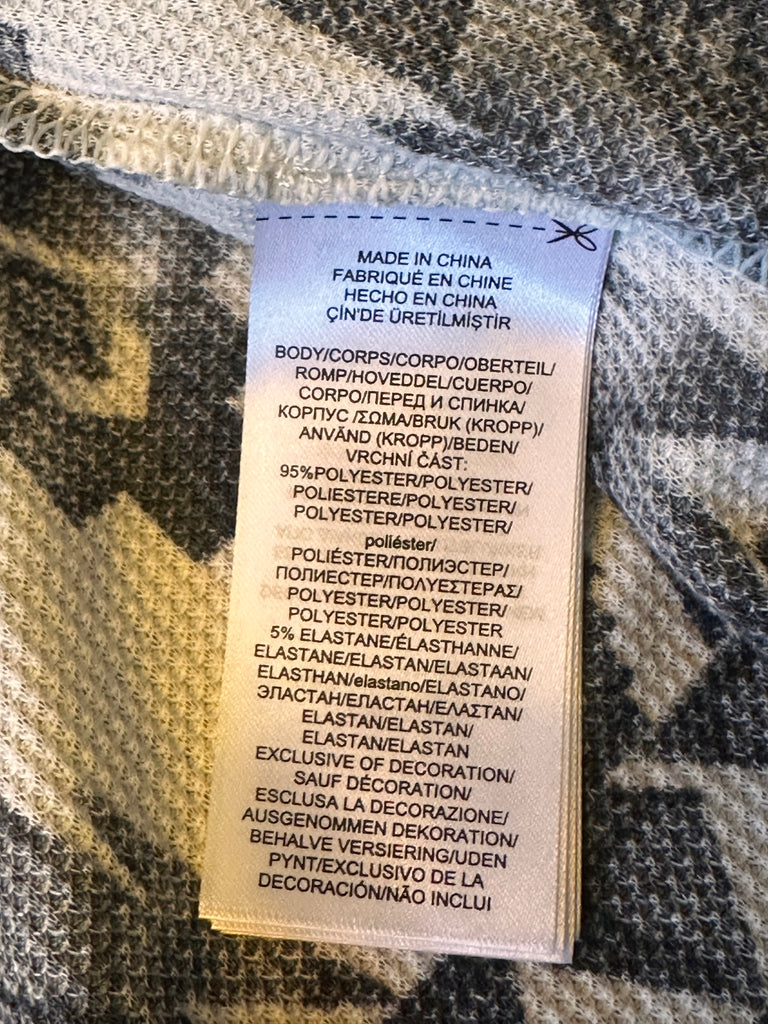 MADE IN CHINA
FABRIQUÉ EN CHINE
HECHO EN CHINA
ÇİN'DE ÜRETİLMİŞTİR
BODY/CORPS/CORPO/OBERTEIL/
ROMP/HOVEDDEL/CUERPO/
CORPO/ПЕРЕД И СПИНКА/
КОРПУС /ΣΩΜΑ/BRUK (KROPP)/
ANVÄND (KROPP)/BEDEN/
VRCHNÍ ČÁST:
95%POLYESTER/POLYESTER/
POLIESTERE/POLYESTER/
POLYESTER/POLYESTER/
poliéster/
POLIÉSTER/ПОЛИЭСТЕР/
ПОЛИЕСТЕР/ΠΟΛΥΕΣΤΕΡΑΣ/
POLYESTER/POLYESTER/
POLYESTER/POLYESTER
5% ELASTANE/ÉLASTHANNE/
ELASTANE/ELASTAN/ELASTAAN/
ELASTHAN/elastano/ELASTANO/
ЭЛАСТАН/ЕЛАСТАН/ΕΛΑΣΤΑΝ/
ELASTAN/ELASTAN/
ELASTAN/ELASTAN
EXCLUSIVE OF DECORATION/
SAUF DÉCORATION/
ESCLUSA LA DECORAZIONE/
AUSGENOMMEN DEKORATION/
BEHALVE VERSIERING/UDEN
PYNT/EXCLUSIVO DE LA
DECORACIÓN/NÃO INCLUI